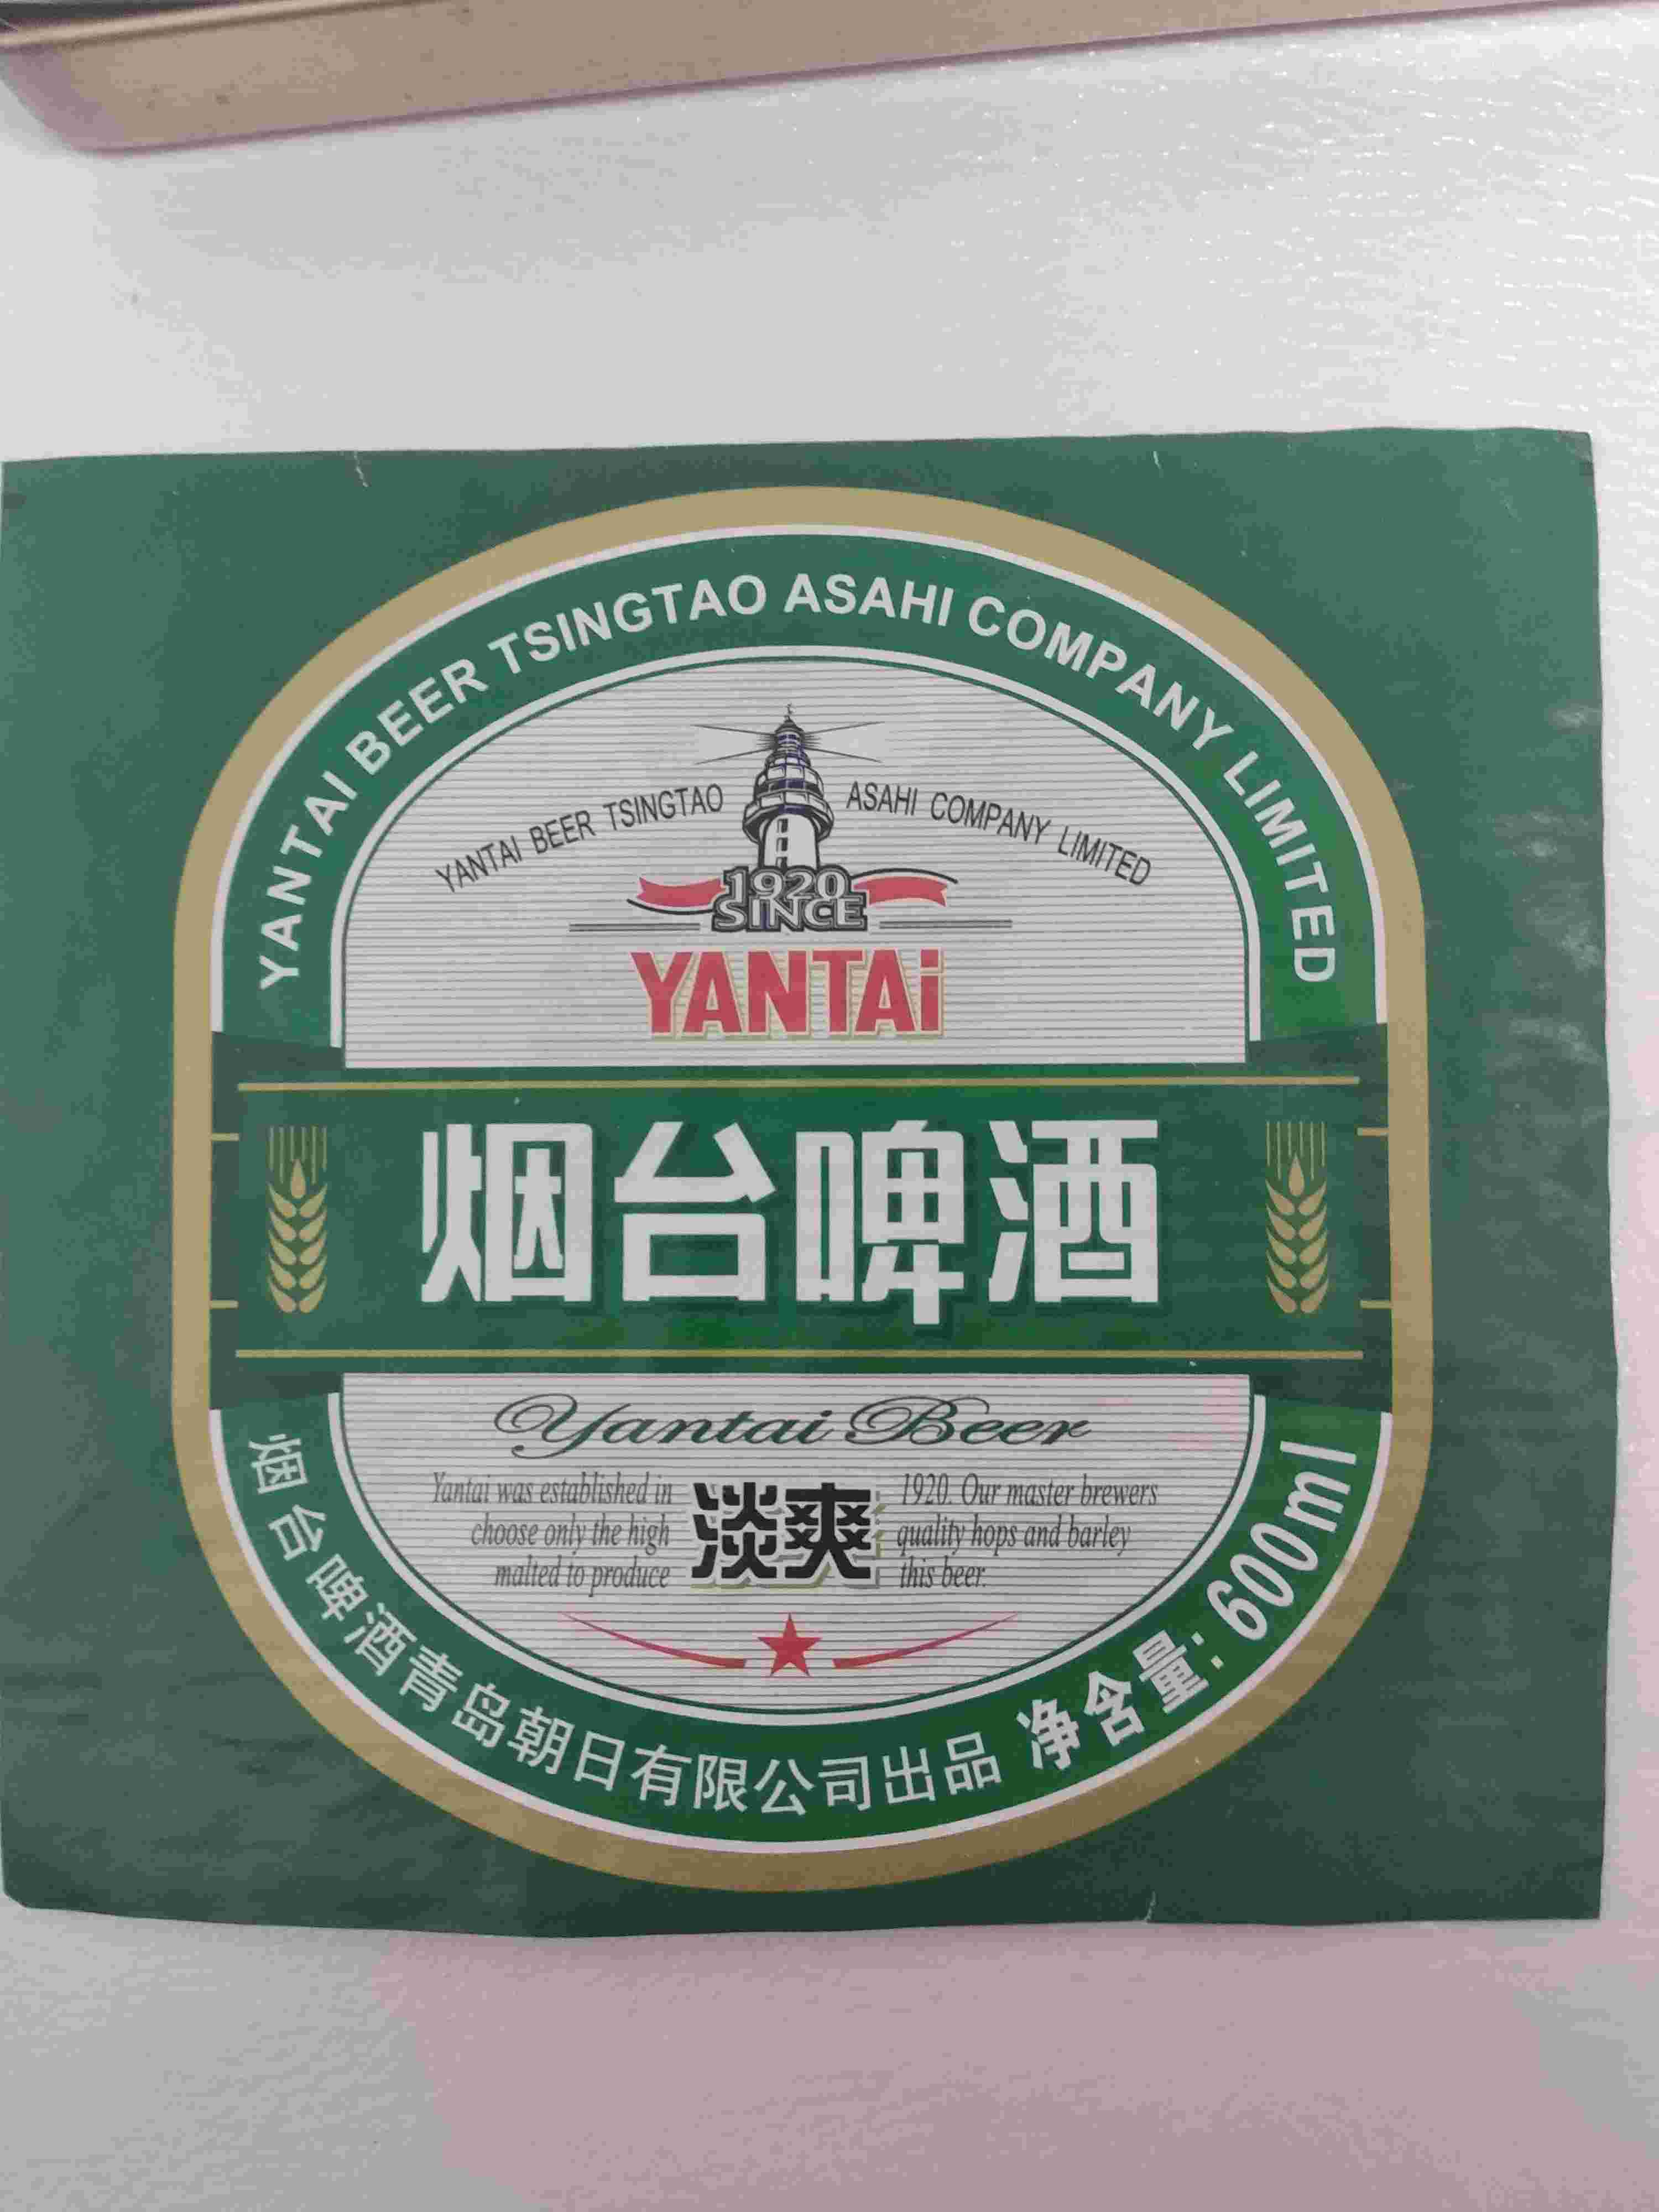 YANTAI BEER TSINGTAO ASAHI COMPANY LIMITED
YANTAI BEER TSINGTAO ASAHI COMPANY LIMITED
1920
SINCE
YANTAi
烟台啤酒
Yantai Beer
Yantai was established in 淡爽 1920. Our master brewers
choose only the high quality hops and barley
malted to produce this beer.
烟台啤酒青岛朝日有限公司出品 净含量:600ml